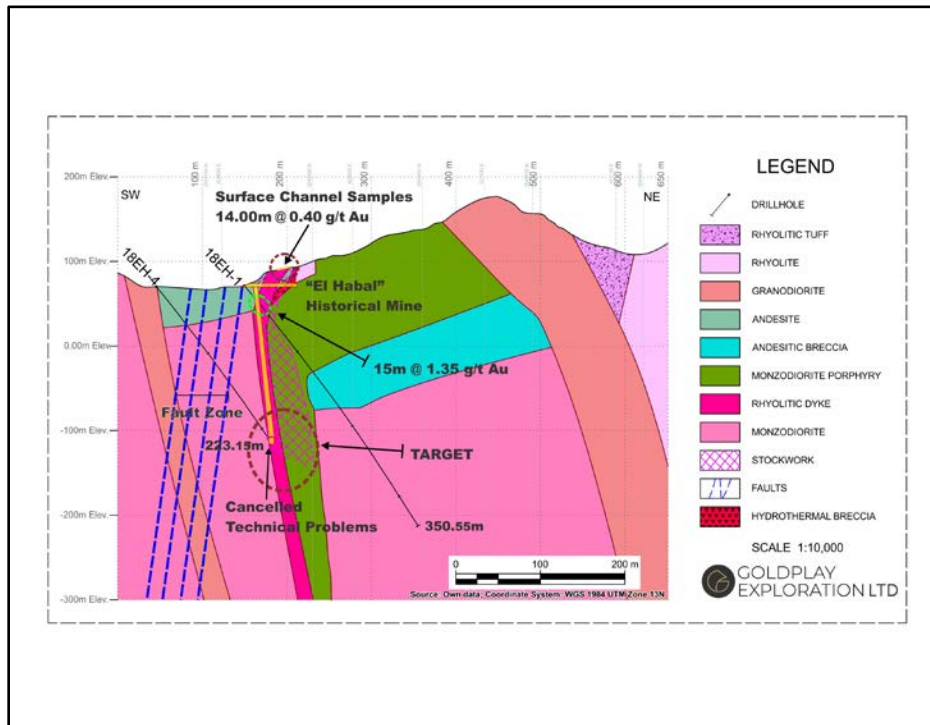 100 m
200 m
300 m
400 m
500 m
600 m
650 m
200m Elev.
SW
NE
Surface Channel Samples
14.00m @ 0.40 g/t Au
18EH-4
18EH-1
100m Elev.
"El Habal"
Historical Mine
0.00m Elev.
15m @ 1.35 g/t Au
Fault Zone
-100m Elev.
223.15m
TARGET
Cancelled
Technical Problems
-200m Elev.
350.55m
0 100 200 m
-300m Elev.
Source: Own data; Coordinate System: WGS 1984 UTM Zone 13N
LEGEND
DRILLHOLE
RHYOLITIC TUFF
RHYOLITE
GRANODIORITE
ANDESITE
ANDESITIC BRECCIA
MONZODIORITE PORPHYRY
RHYOLITIC DYKE
MONZODIORITE
STOCKWORK
FAULTS
HYDROTHERMAL BRECCIA
SCALE 1:10,000
GOLDPLAY
EXPLORATION LTD